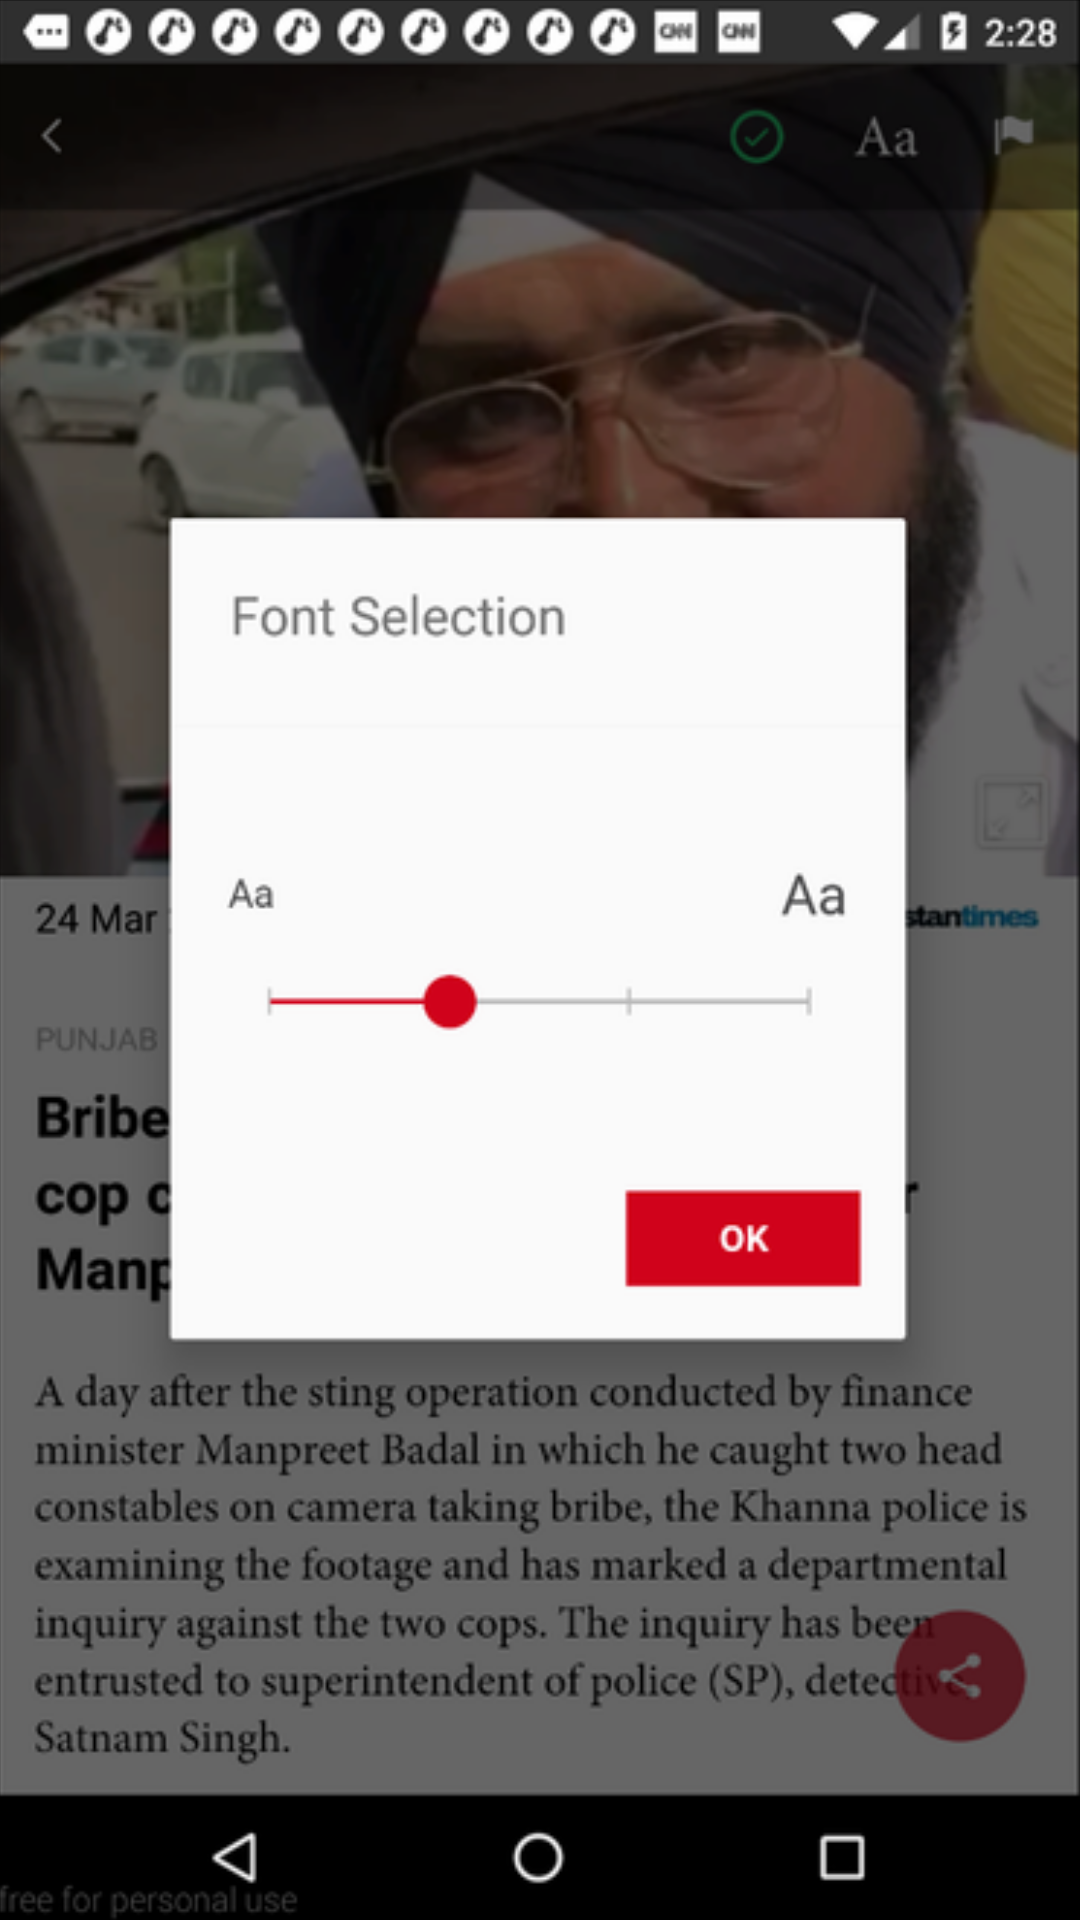 CNN CNN 2:28
Aa
Font Selection
Aa Aa
24 Mar stantimes
PUNJAB
Bribe
cop c r
Manp
OK
A day after the sting operation conducted by finance
minister Manpreet Badal in which he caught two head
constables on camera taking bribe, the Khanna police is
examining the footage and has marked a departmental
inquiry against the two cops. The inquiry has been
entrusted to superintendent of police (SP), detective
Satnam Singh.
free for personal use